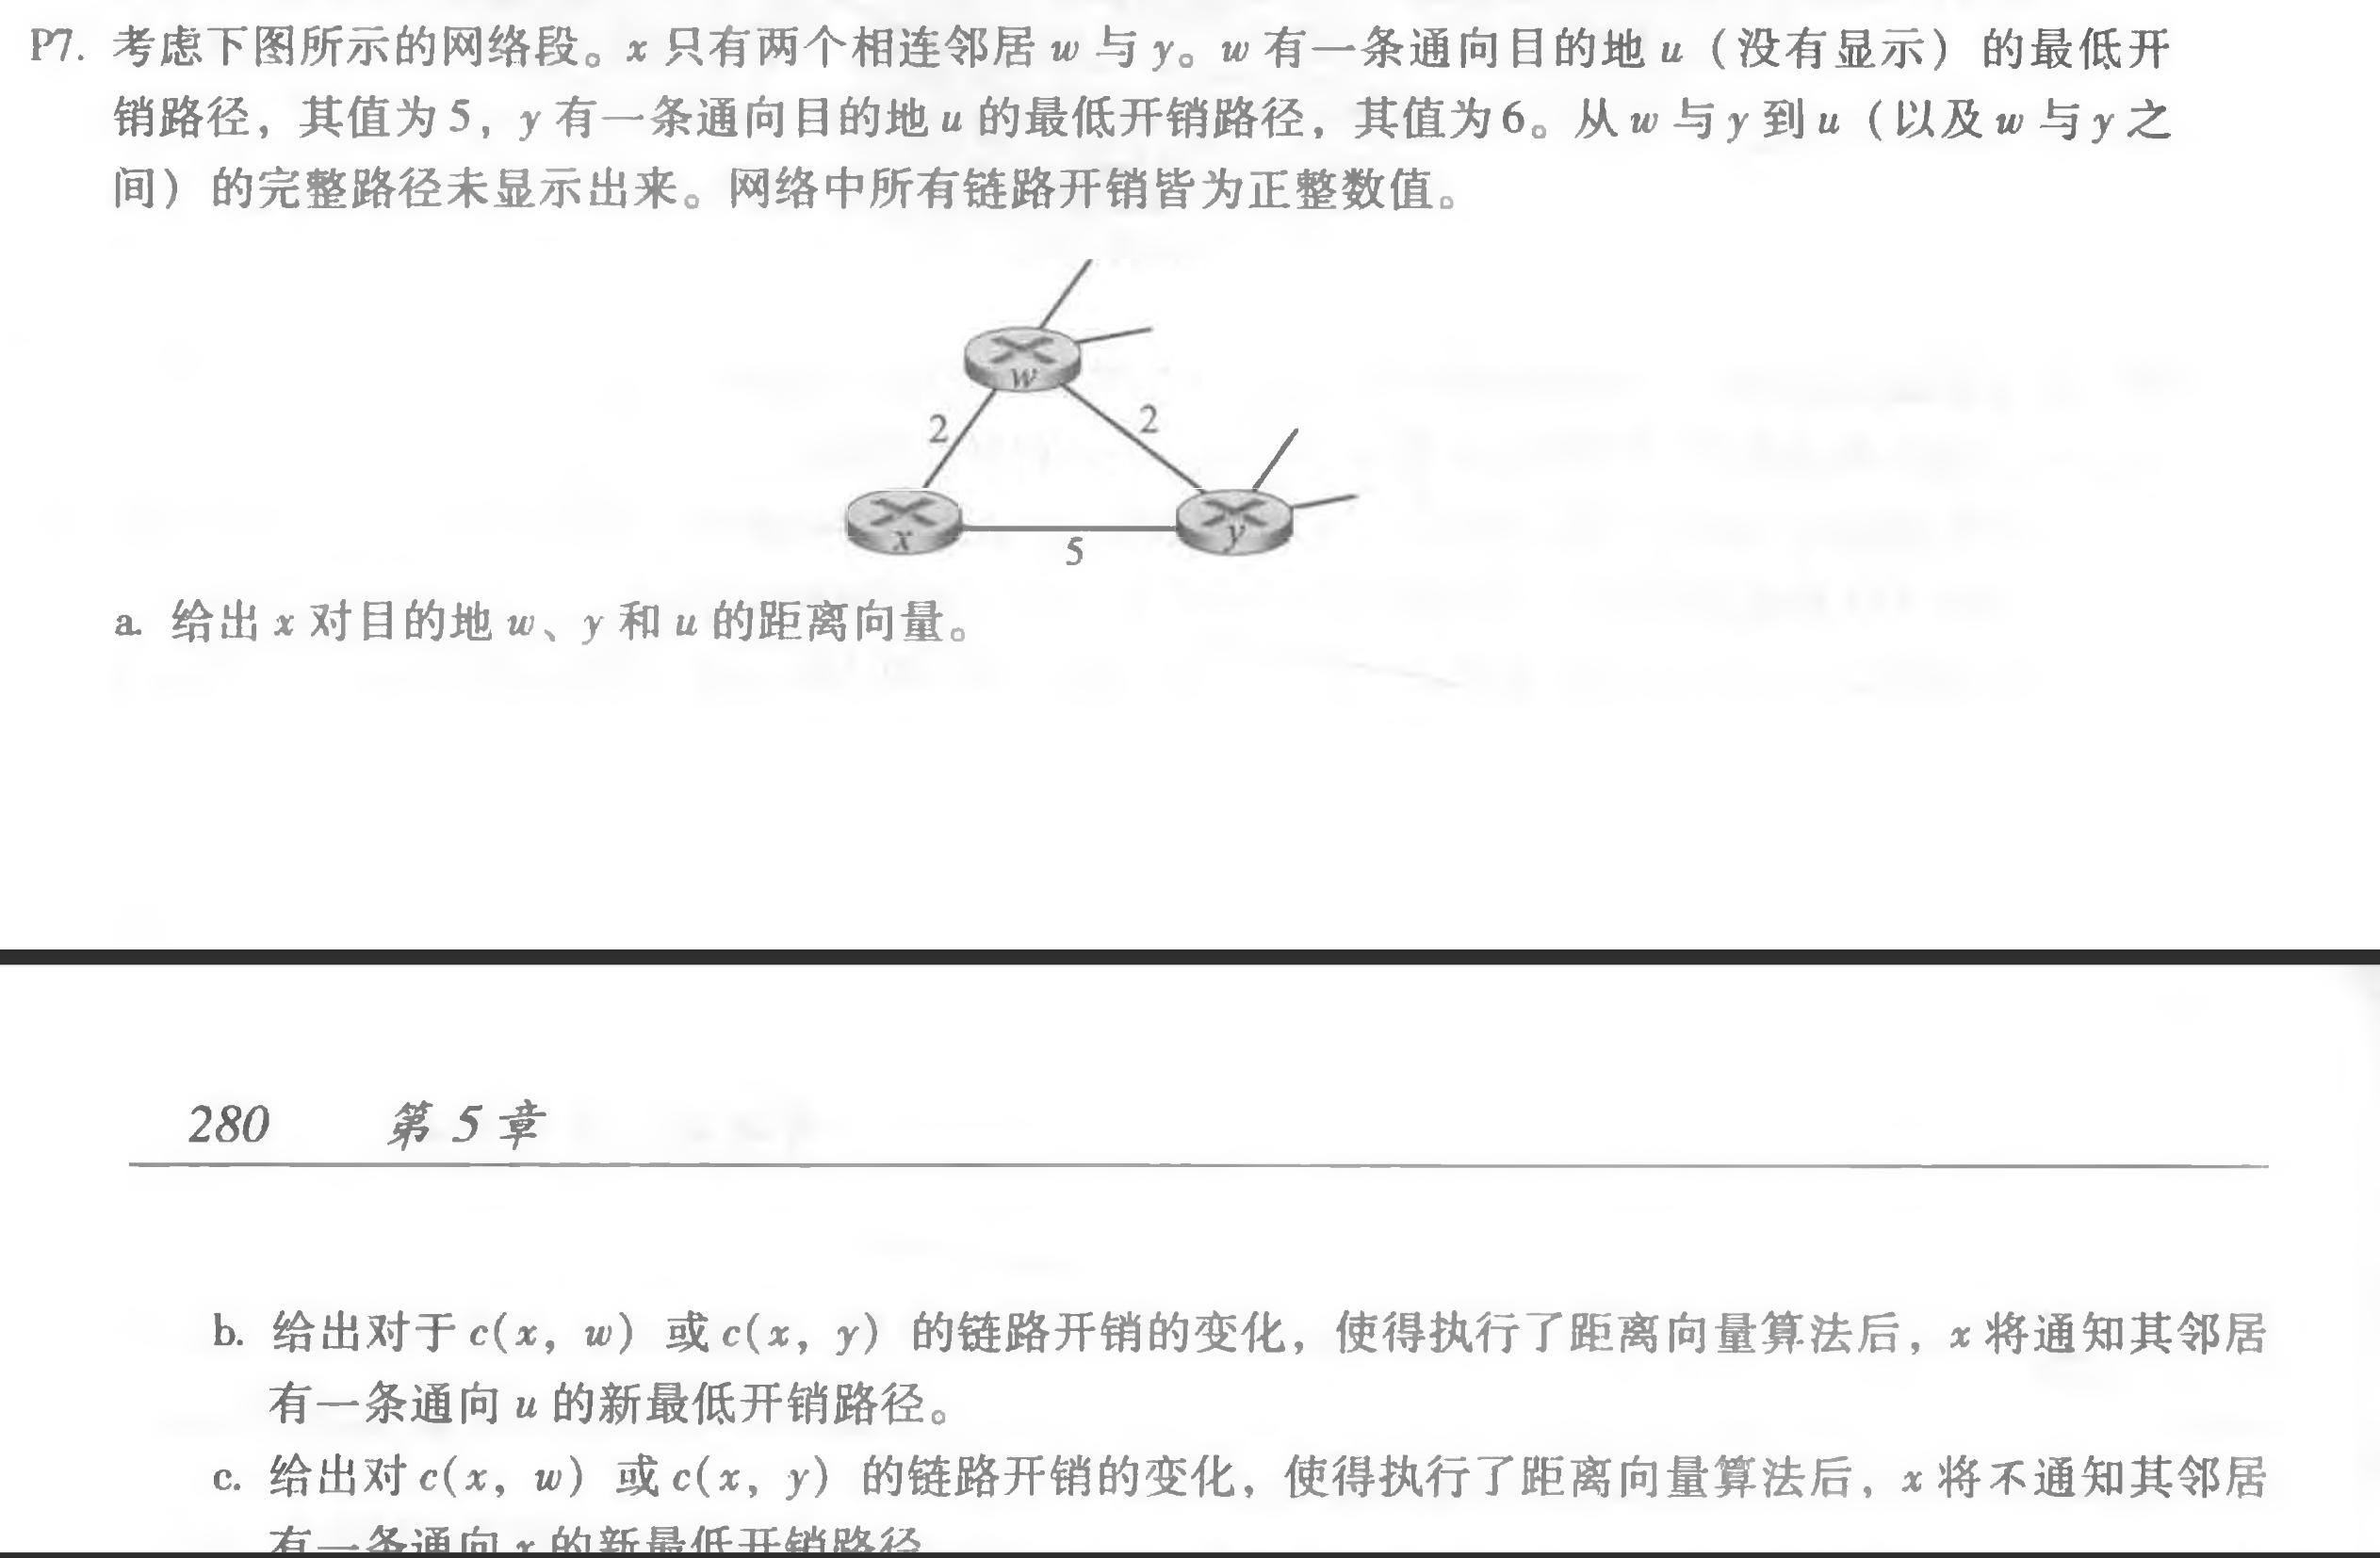 P7. 考虑下图所示的网络段。x 只有两个相连邻居 w 与 y。w 有一条通向目的地 u（没有显示）的最低开
销路径，其值为 5，y 有一条通向目的地 u 的最低开销路径，其值为 6。从 w 与 y 到 u（以及 w 与 y 之
间）的完整路径未显示出来。网络中所有链路开销皆为正整数值。
w
2
2
x
y
5
a. 给出 x 对目的地 w、y 和 u 的距离向量。
280 第 5 章
b. 给出对于 c(x, w) 或 c(x, y) 的链路开销的变化，使得执行了距离向量算法后，x 将通知其邻居
有一条通向 u 的新最低开销路径。
c. 给出对 c(x, w) 或 c(x, y) 的链路开销的变化，使得执行了距离向量算法后，x 将不通知其邻居
有一条通向 x 的新最低开销路径